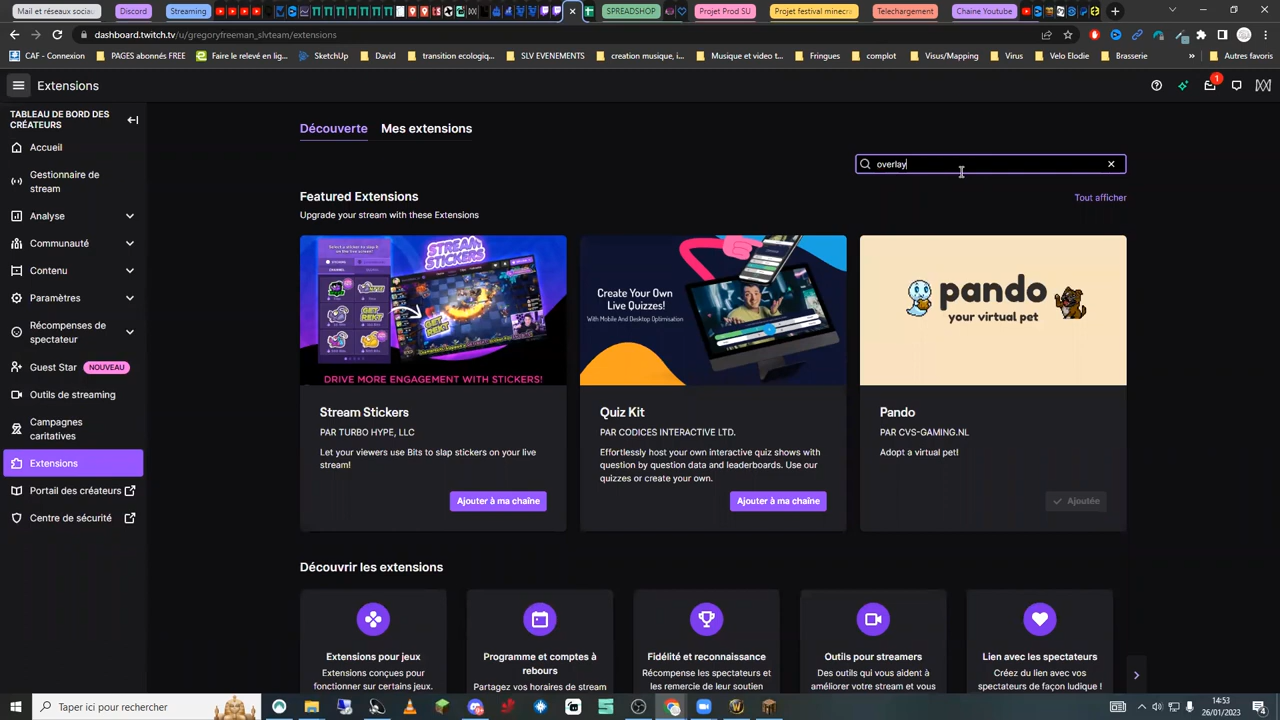 Mail et réseaux socia
Discord
Streaming
SPREADSHOP
Projet Prod SU
Projet festival minecra
Telechargement
Chaine Youtube
dashboard.twitch.tv/u/gregoryfreeman_slvteam/extensions
CAF - Connexion
PAGES abonnés FREE
Faire le relevé en lig...
SketchUp
David
transition ecologiq...
SLV EVENEMENTS
creation musique, i...
Musique et video t...
Fringues
complot
Visus/Mapping
Virus
Velo Elodie
Brasserie
»
Autres favoris
Extensions
1
TABLEAU DE BORD DES
CRÉATEURS
Accueil
Gestionnaire de
stream
Analyse
Communauté
Contenu
Paramètres
Récompenses de
spectateur
Guest Star NOUVEAU
Outils de streaming
Campagnes
caritatives
Extensions
Portail des créateurs
Centre de sécurité
Découverte
Mes extensions
overlay
Featured Extensions
Tout afficher
Upgrade your stream with these Extensions
STREAM
STICKERS
DRIVE MORE ENGAGEMENT WITH STICKERS!
Create Your Own
Live Quizzes!
With Mobile And Desktop Optimisation
pando
your virtual pet
Stream Stickers
PAR TURBO HYPE, LLC
Let your viewers use Bits to slap stickers on your live
stream!
Ajouter à ma chaîne
Quiz Kit
PAR CODICES INTERACTIVE LTD.
Effortlessly host your own interactive quiz shows with
question by question data and leaderboards. Use our
quizzes or create your own.
Ajouter à ma chaîne
Pando
PAR CVS-GAMING.NL
Adopt a virtual pet!
Ajoutée
Découvrir les extensions
Extensions pour jeux
Extensions conçues pour
fonctionner sur certains jeux.
Programme et comptes à
rebours
Partagez vos horaires de stream
Fidélité et reconnaissance
Récompense les spectateurs et
les remercie de leur soutien
Outils pour streamers
Des outils qui vous aident à
améliorer votre stream et vous
Lien avec les spectateurs
Créez du lien avec vos
spectateurs de façon ludique !
Taper ici pour rechercher
14:53
26/01/2023
4